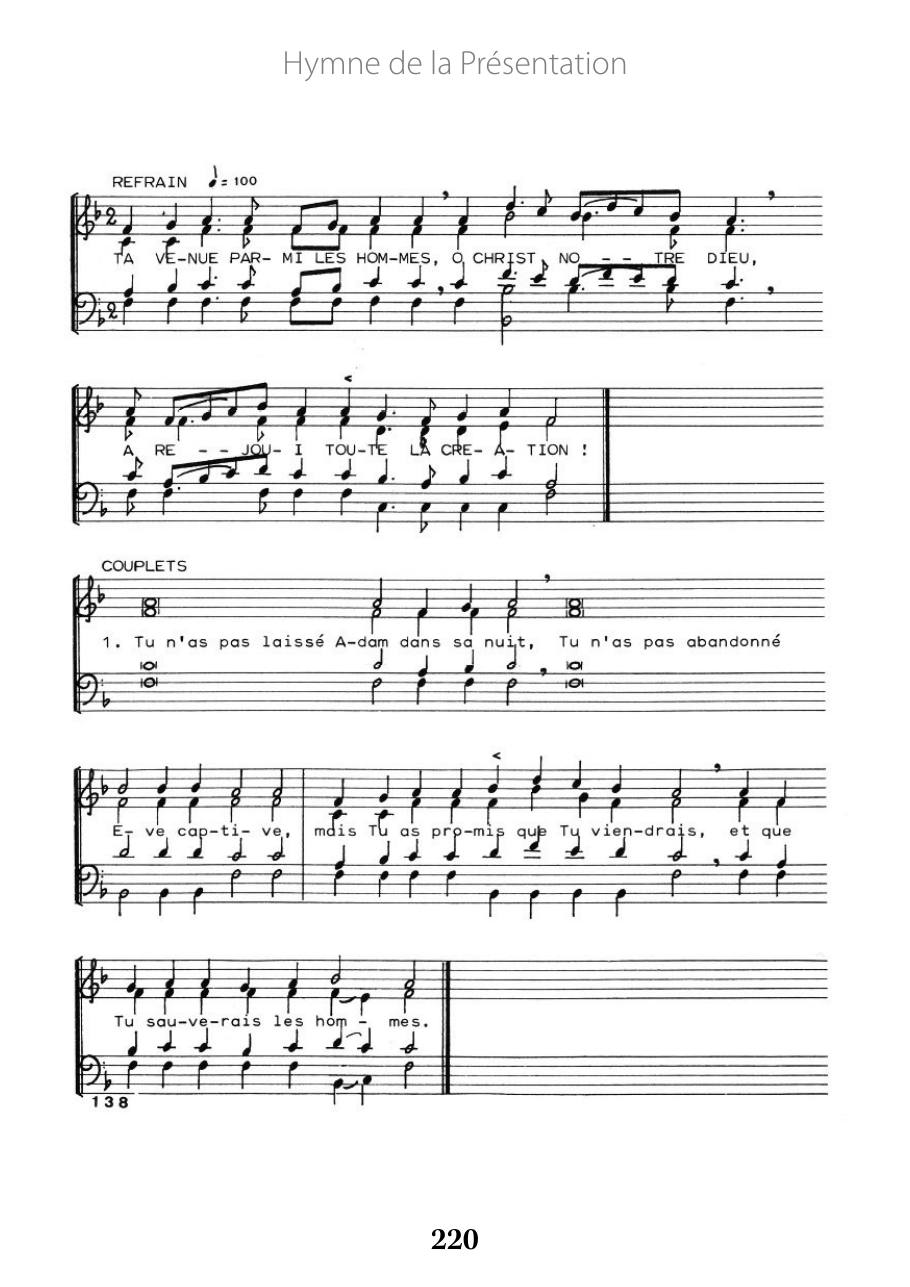 Hymne de la Présentation
REFRAIN ♩= 100
2
TA VE-NUE PAR- MI LES HOM-MES, O CHRIST NO - - TRE DIEU,
2
A RE - - JOU- I TOU-TE LA CRE- A- TION !
COUPLETS
1. Tu n'as pas laissé A-dam dans sa nuit, Tu n'as pas abandonné
E- ve cap-ti- ve, mais Tu as pro-mis que Tu vien-drais, et que
Tu sau-ve-rais les hom - mes.
138
220